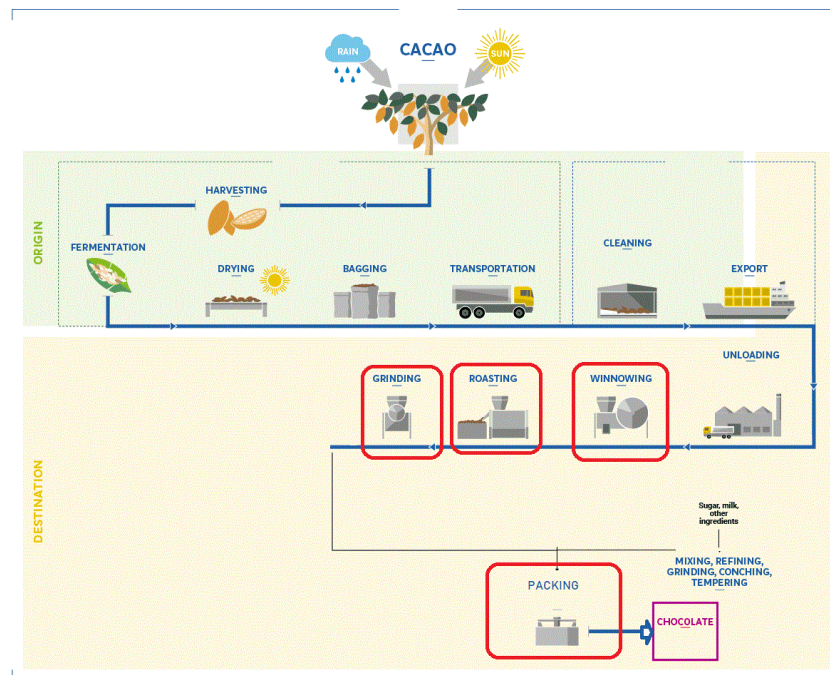 RAIN
CACAO
SUN
HARVESTING
ORIGIN
FERMENTATION
CLEANING
DRYING
BAGGING
TRANSPORTATION
EXPORT
UNLOADING
GRINDING
ROASTING
WINNOWING
DESTINATION
Sugar, milk,
other
ingredients
MIXING, REFINING,
GRINDING, CONCHING,
TEMPERING
PACKING
CHOCOLATE